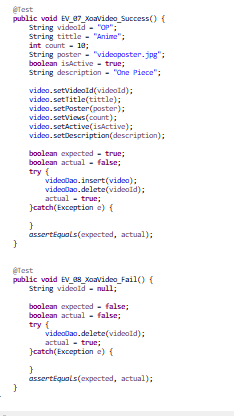 @Test
public void EV_07_XoaVideo_Success() {
String videoId = "OP";
String tittle = "Anime";
int count = 10;
String poster = "videoposter.jpg";
boolean isActive = true;
String description = "One Piece";
video.setVideoId(videoId);
video.setTitle(tittle);
video.setPoster(poster);
video.setViews(count);
video.setActive(isActive);
video.setDescription(description);
boolean expected = true;
boolean actual = false;
try {
videoDao.insert(video);
videoDao.delete(videoId);
actual = true;
}catch(Exception e) {
}
assertEquals(expected, actual);
}
@Test
public void EV_08_XoaVideo_Fail() {
String videoId = null;
boolean expected = false;
boolean actual = false;
try {
videoDao.delete(videoId);
actual = true;
}catch(Exception e) {
}
assertEquals(expected, actual);
}